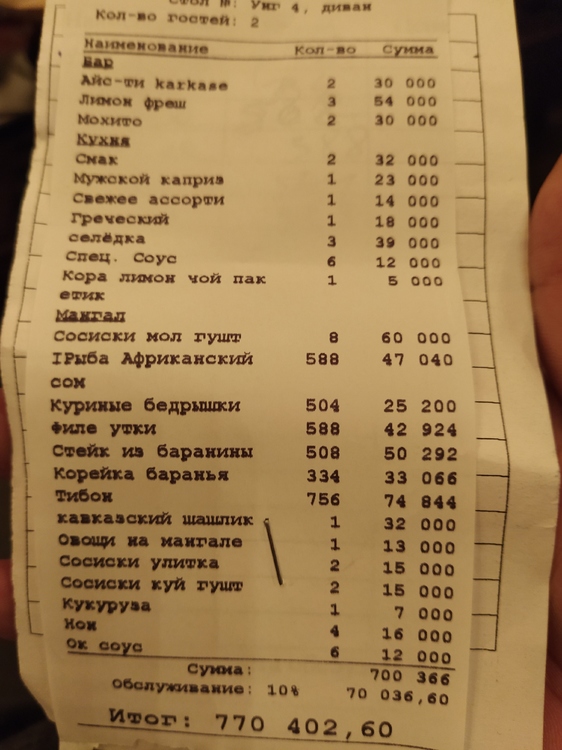 Стол №: Унг 4, диван
Кол-во гостей: 2
Наименование Кол-во Сумма
Бар
Айс-ти karkase 2 30 000
Лимон фреш 3 54 000
Мохито 2 30 000
Кухня
Смак 2 32 000
Мужской каприз 1 23 000
Свежее ассорти 1 14 000
Греческий 1 18 000
селёдка 3 39 000
Спец. Соус 6 12 000
Кора лимон чой пак 1 5 000
етик
Мангал
Сосиски мол гушт 8 60 000
IРыба Африканский 588 47 040
сом
Куриные бедрышки 504 25 200
Филе утки 588 42 924
Стейк из баранины 508 50 292
Корейка баранья 334 33 066
Тибон 756 74 844
кавказский шашлик 1 32 000
Овощи на мангале 1 13 000
Сосиски улитка 2 15 000
Сосиски куй гушт 2 15 000
Кукуруза 1 7 000
Нон 4 16 000
Ок соус 6 12 000
Сумма: 700 366
Обслуживание: 10% 70 036,60
Итог: 770 402,60